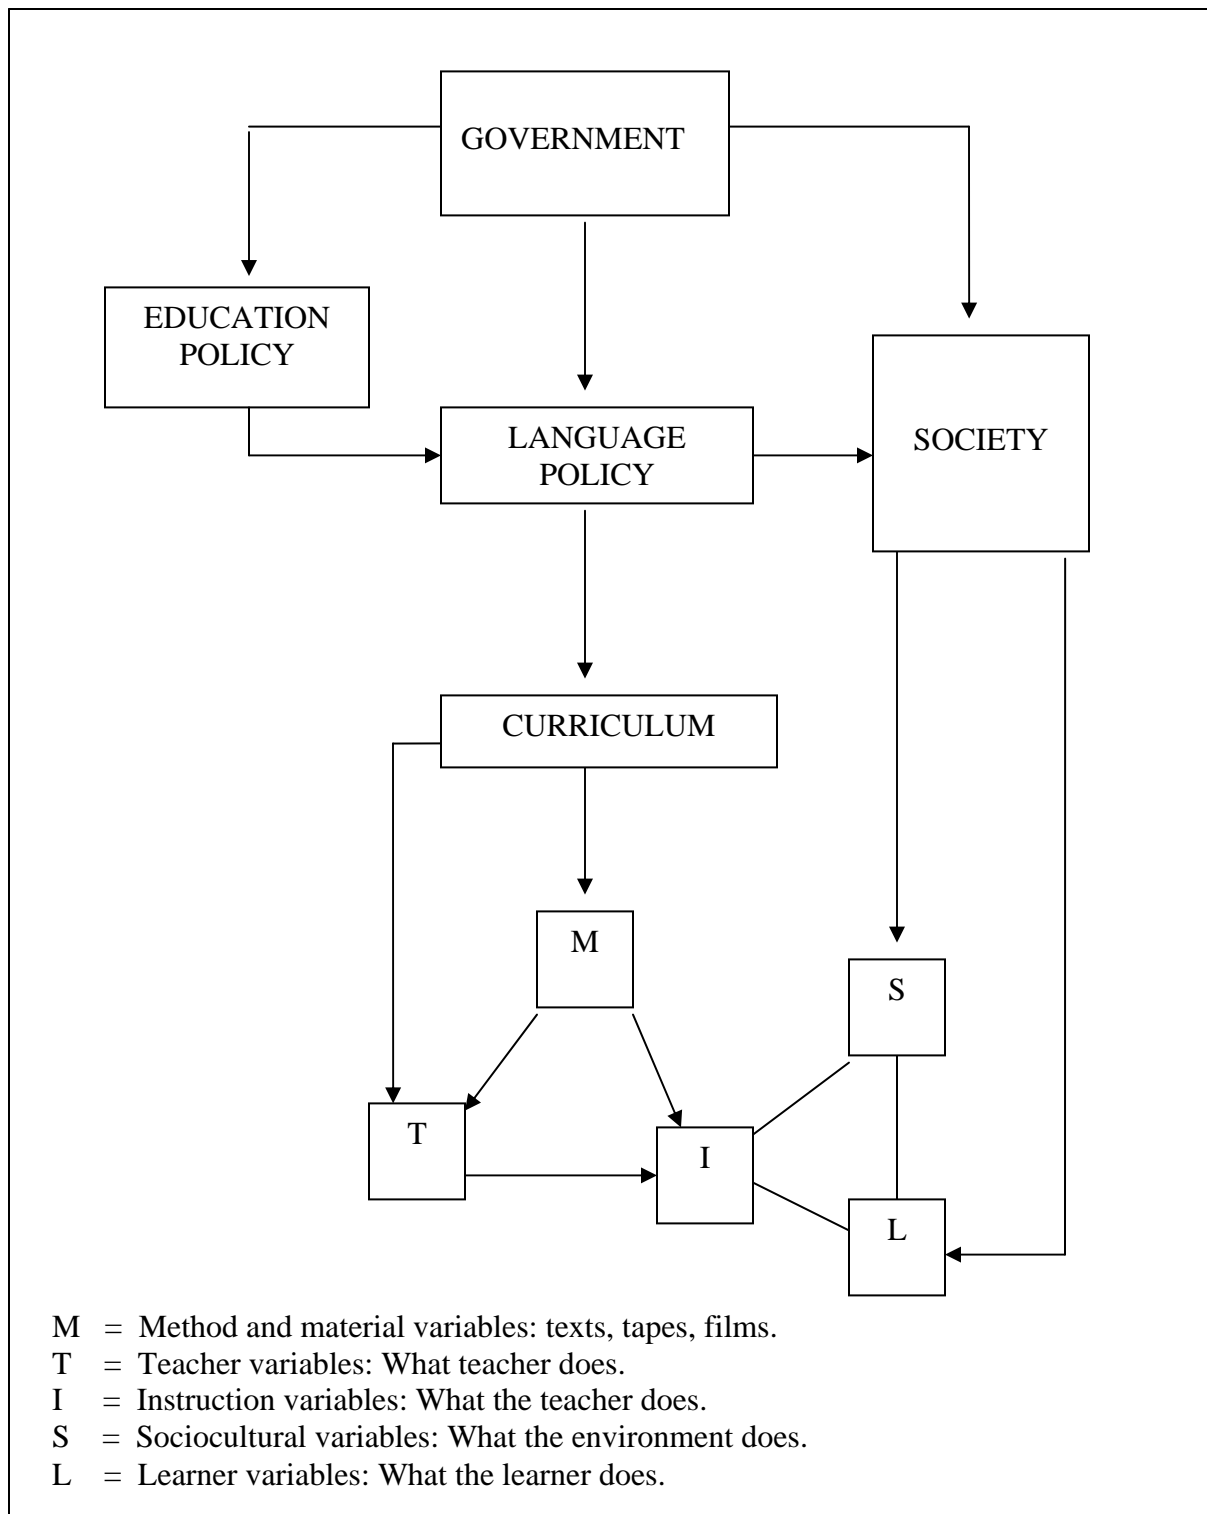 GOVERNMENT
EDUCATION
POLICY
LANGUAGE
POLICY
SOCIETY
CURRICULUM
M
S
T
I
L
M = Method and material variables: texts, tapes, films.
T = Teacher variables: What teacher does.
I = Instruction variables: What the teacher does.
S = Sociocultural variables: What the environment does.
L = Learner variables: What the learner does.